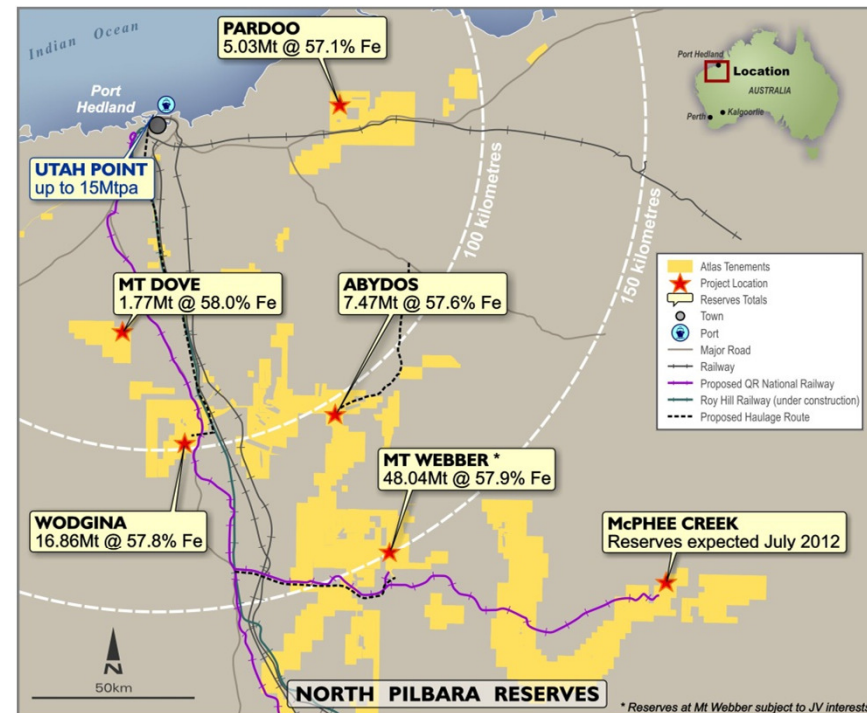 Indian Ocean
PARDOO
5.03Mt @ 57.1% Fe
Port
Hedland
UTAH POINT
up to 15Mtpa
Port Hedland
Location
AUSTRALIA
Perth
Kalgoorlie
100 kilometres
150 kilometres
MT DOVE
1.77Mt @ 58.0% Fe
ABYDOS
7.47Mt @ 57.6% Fe
Atlas Tenements
Project Location
Reserves Totals
Town
Port
Major Road
Railway
Proposed QR National Railway
Roy Hill Railway (under construction)
Proposed Haulage Route
MT WEBBER *
48.04Mt @ 57.9% Fe
WODGINA
16.86Mt @ 57.8% Fe
McPHEE CREEK
Reserves expected July 2012
N
50km
NORTH PILBARA RESERVES
* Reserves at Mt Webber subject to JV interests